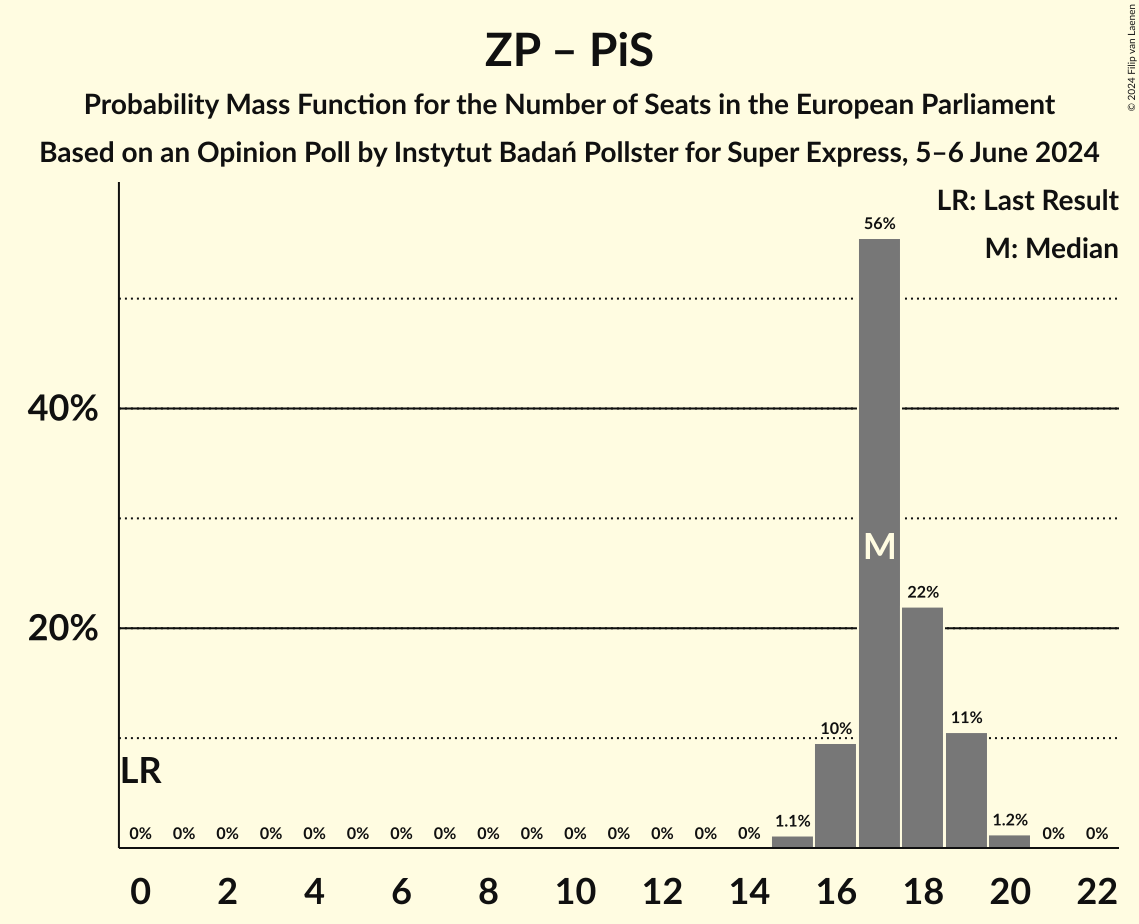 ZP – PiS
Probability Mass Function for the Number of Seats in the European Parliament
Based on an Opinion Poll by Instytut Badań Pollster for Super Express, 5–6 June 2024
© 2024 Filip van Laenen
LR: Last Result
M: Median
56%
40%
M
22%
20%
10%
11%
LR
0% 0% 0% 0% 0% 0% 0% 0% 0% 0% 0% 0% 0% 0% 0% 1.1% 1.2% 0% 0%
0 2 4 6 8 10 12 14 16 18 20 22